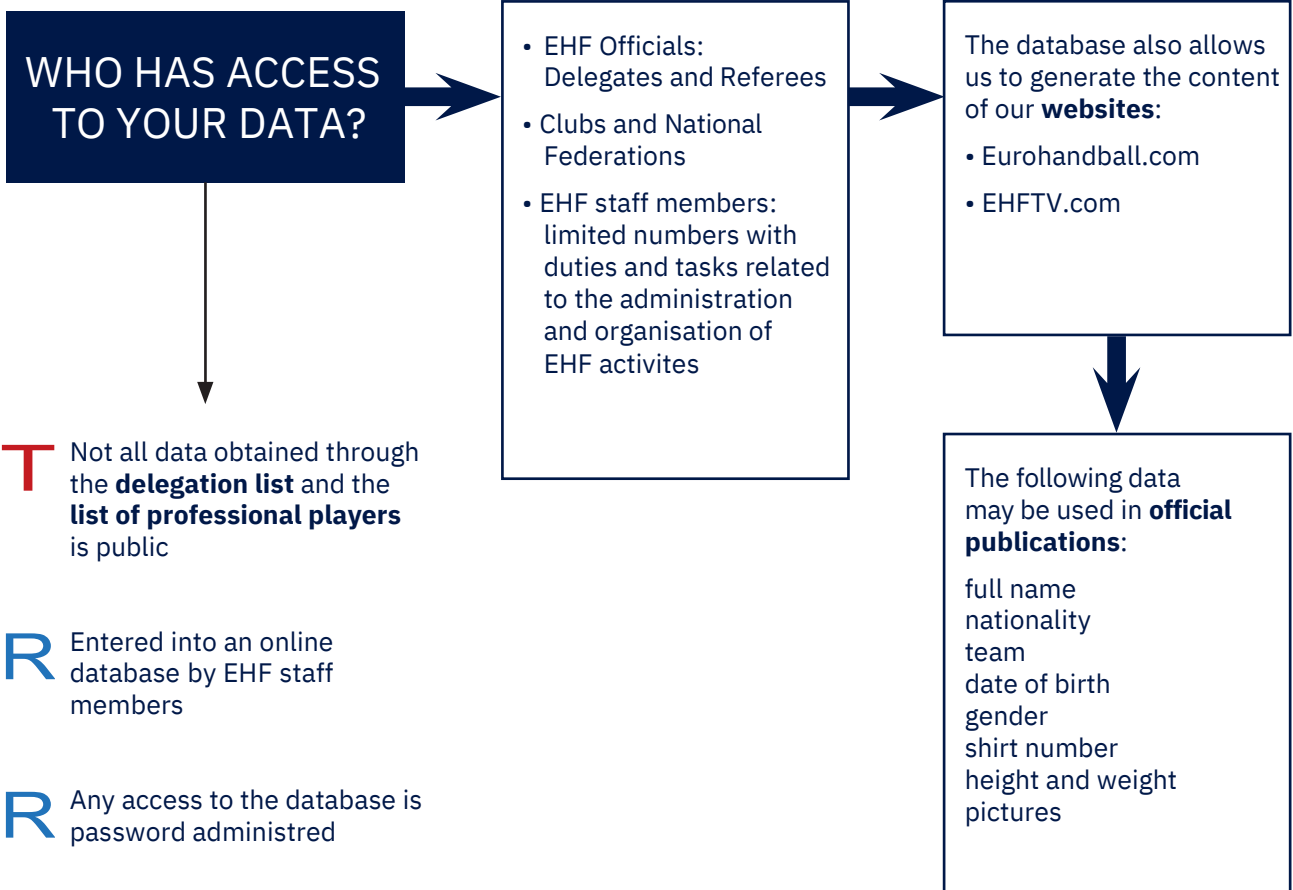 WHO HAS ACCESS
TO YOUR DATA?
• EHF Officials:
Delegates and Referees
• Clubs and National
Federations
• EHF staff members:
limited numbers with
duties and tasks related
to the administration
and organisation of
EHF activites
The database also allows
us to generate the content
of our websites:
• Eurohandball.com
• EHFTV.com
The following data
may be used in official
publications:
full name
nationality
team
date of birth
gender
shirt number
height and weight
pictures
T Not all data obtained through
the delegation list and the
list of professional players
is public
R Entered into an online
database by EHF staff
members
R Any access to the database is
password administred